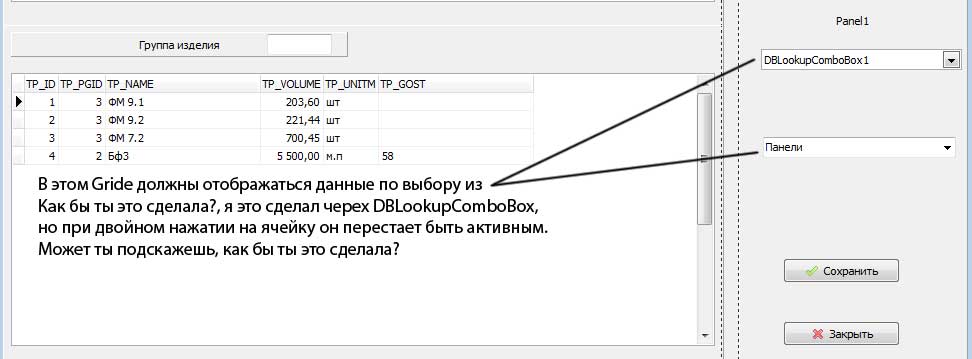 Panel1
Группа изделия
DBLookupComboBox1
TP_ID TP_PGID TP_NAME TP_VOLUME TP_UNITM TP_GOST
1 3 ФМ 9.1 203,60 шт
2 3 ФМ 9.2 221,44 шт
3 3 ФМ 7.2 700,45 шт
4 2 Бф3 5 500,00 м.п 58
Панели
В этом Gride должны отображаться данные по выбору из
Как бы ты это сделала?, я это сделал черех DBLookupComboBox,
но при двойном нажатии на ячейку он перестает быть активным.
Может ты подскажешь, как бы ты это сделала?
Сохранить
Закрыть